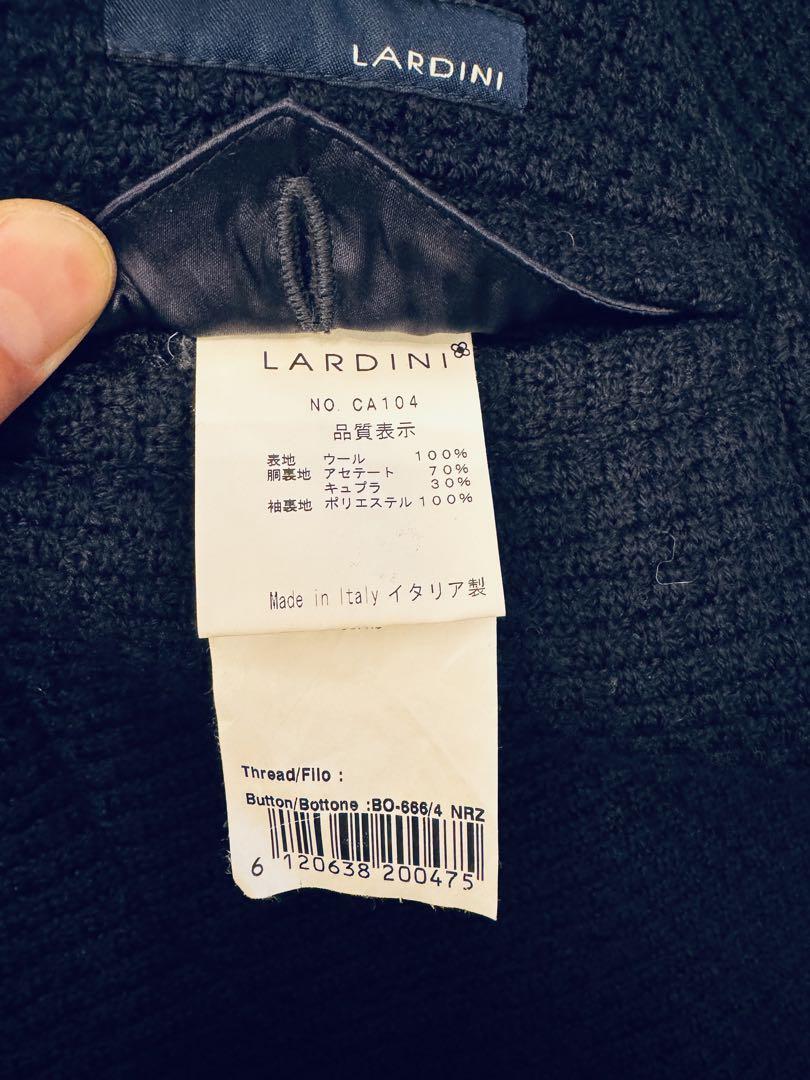 LARDINI
LARDINI
NO. CA104
品質表示
表地 ウール 100%
胴裏地 アセテート 70%
キュプラ 30%
袖裏地 ポリエステル 100%
Made in Italy イタリア製
Thread/Filo :
Button/Bottone :BO-666/4 NRZ
6 120638 200475